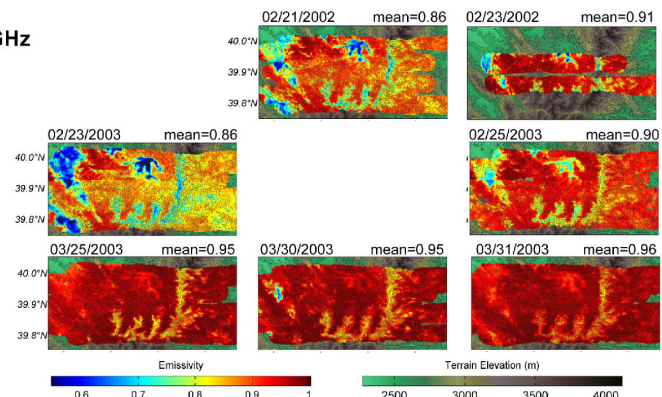 GHz
02/21/2002 mean=0.86
02/23/2002 mean=0.91
40.0°N
39.9°N
39.8°N
02/23/2003 mean=0.86
02/25/2003 mean=0.90
40.0°N
39.9°N
39.8°N
03/25/2003 mean=0.95
03/30/2003 mean=0.95
03/31/2003 mean=0.96
40.0°N
39.9°N
39.8°N
Emissivity
Terrain Elevation (m)
0.6 0.7 0.8 0.9 1
2500 3000 3500 4000